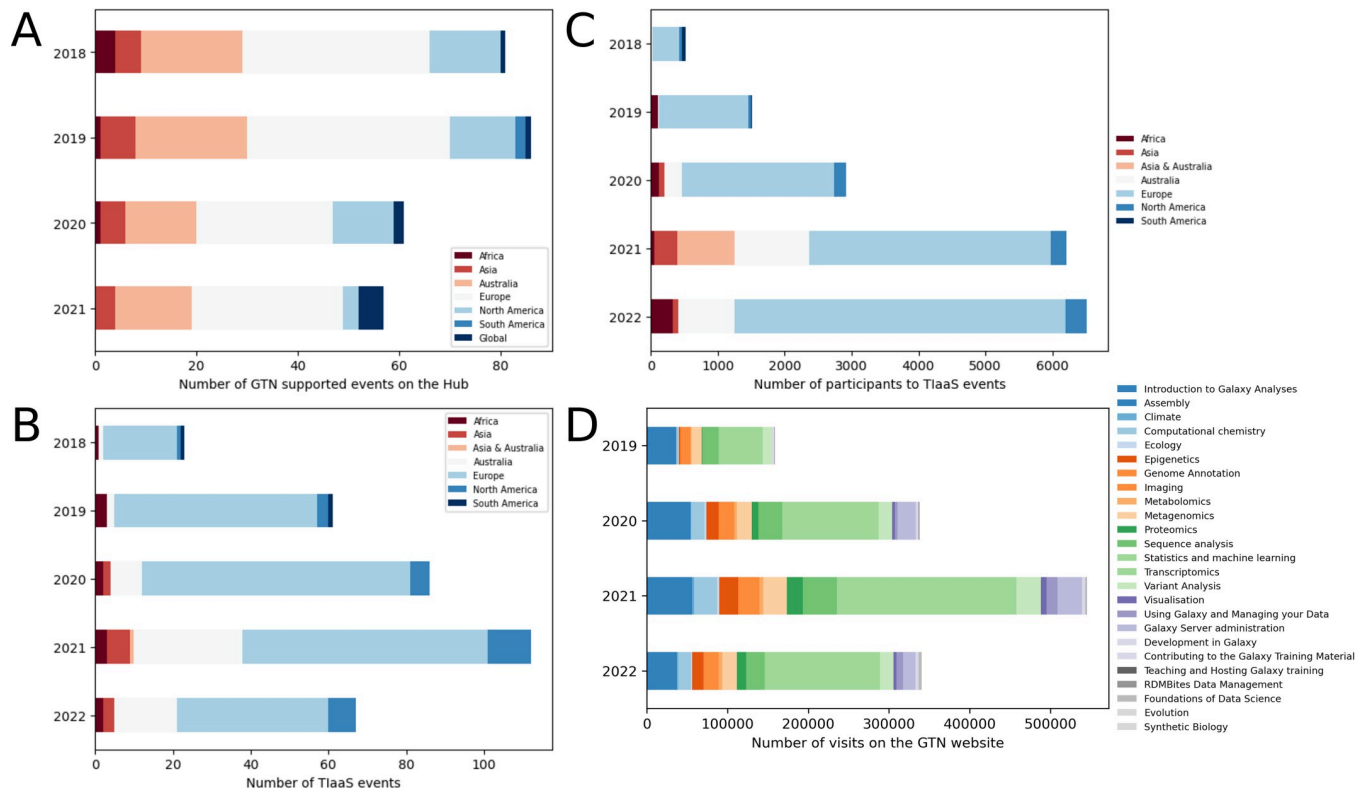 A
2018
2019
2020
2021
0
20
40
60
80
Number of GTN supported events on the Hub
Africa
Asia
Australia
Europe
North America
South America
Global
C
2018
2019
2020
2021
2022
0
1000
2000
3000
4000
5000
6000
Number of participants to TIaaS events
Africa
Asia
Asia & Australia
Australia
Europe
North America
South America
B
2018
2019
2020
2021
2022
0
20
40
60
80
100
Number of TIaaS events
Africa
Asia
Asia & Australia
Australia
Europe
North America
South America
D
2019
2020
2021
2022
0
100000
200000
300000
400000
500000
Number of visits on the GTN website
Introduction to Galaxy Analyses
Assembly
Climate
Computational chemistry
Ecology
Epigenetics
Genome Annotation
Imaging
Metabolomics
Metagenomics
Proteomics
Sequence analysis
Statistics and machine learning
Transcriptomics
Variant Analysis
Visualisation
Using Galaxy and Managing your Data
Galaxy Server administration
Development in Galaxy
Contributing to the Galaxy Training Material
Teaching and Hosting Galaxy training
RDMBites Data Management
Foundations of Data Science
Evolution
Synthetic Biology